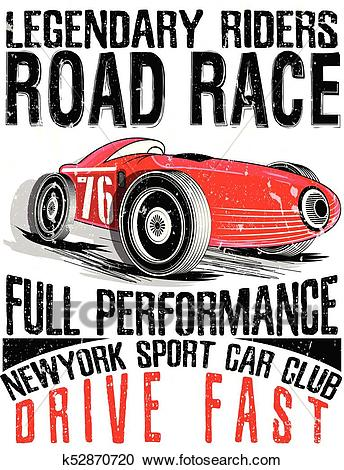 LEGENDARY RIDERS
ROAD RACE
76
FULL PERFORMANCE
NEWYORK SPORT CAR CLUB
DRIVE FAST
k52870720 www.fotosearch.com